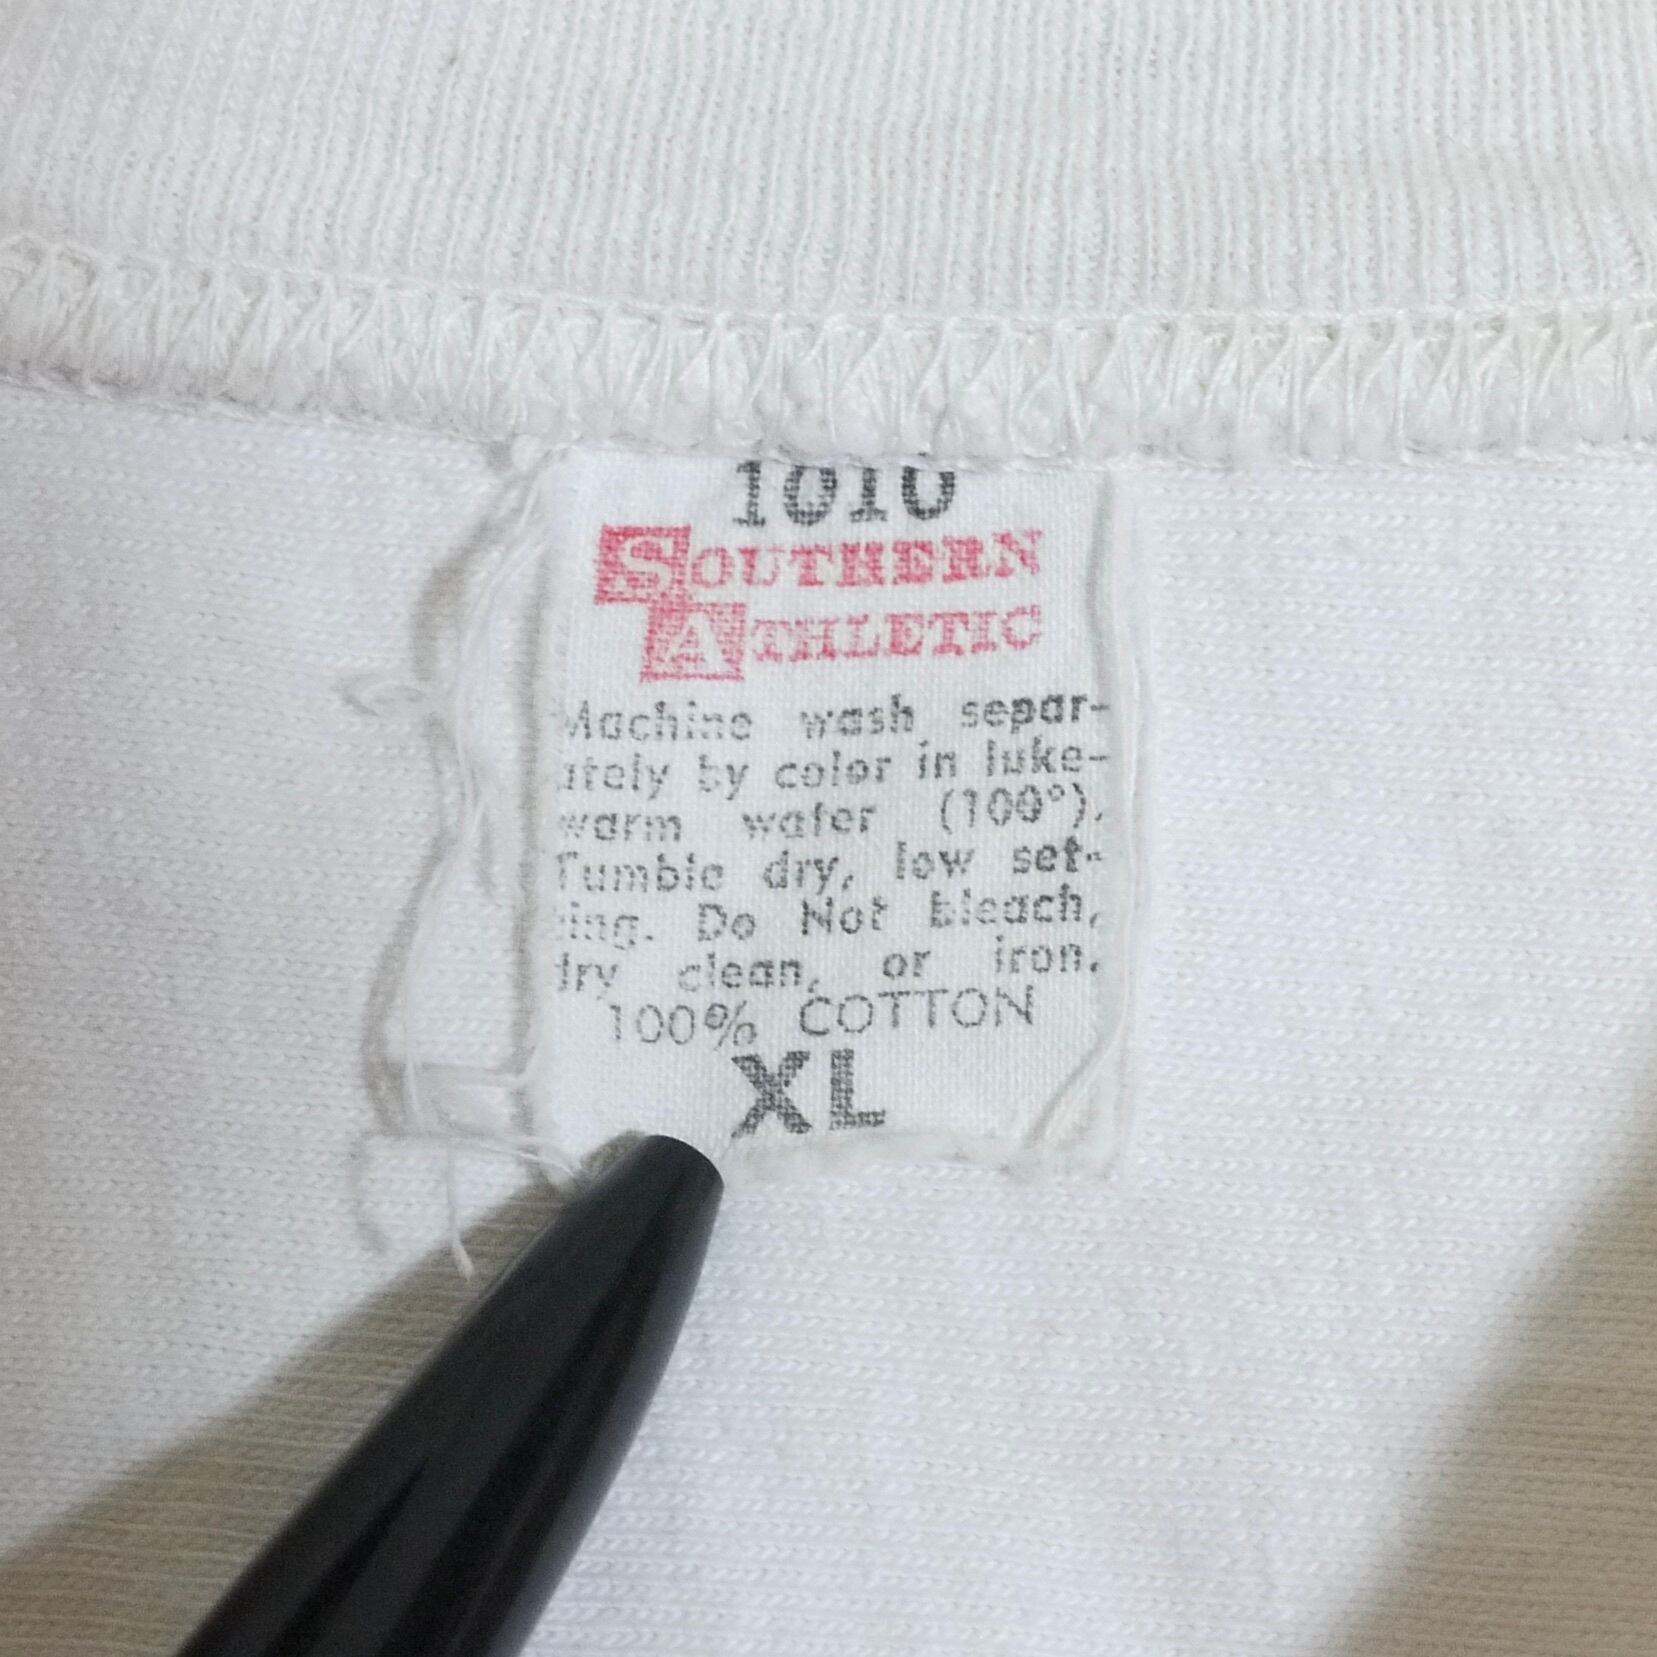 1010
SOUTHERN
ATHLETIC
Machine wash separ-
ately by color in luke-
warm water (100°).
Tumble dry, low set-
ting. Do Not bleach,
dry clean, or iron.
100% COTTON
XL